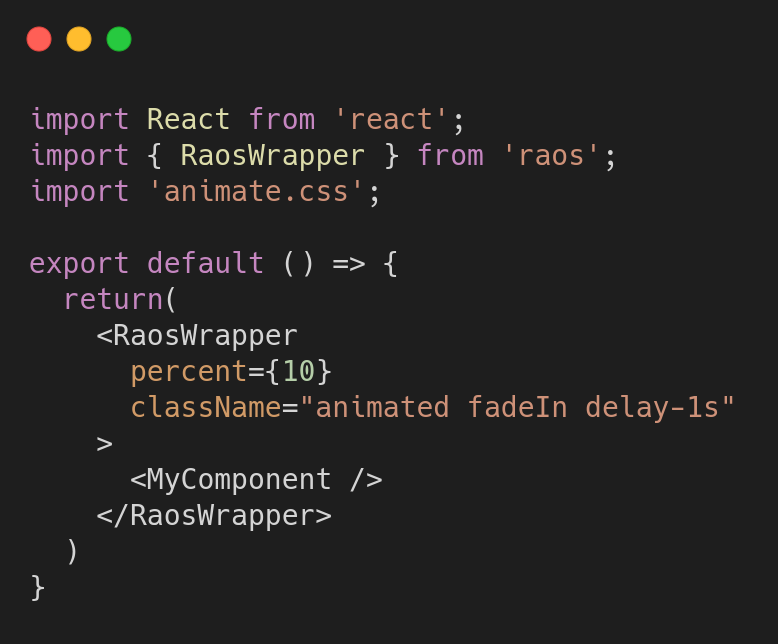 import React from 'react';
import { RaosWrapper } from 'raos';
import 'animate.css';

export default () => {
  return(
    <RaosWrapper
      percent={10}
      className="animated fadeIn delay-1s"
    >
      <MyComponent />
    </RaosWrapper>
  )
}